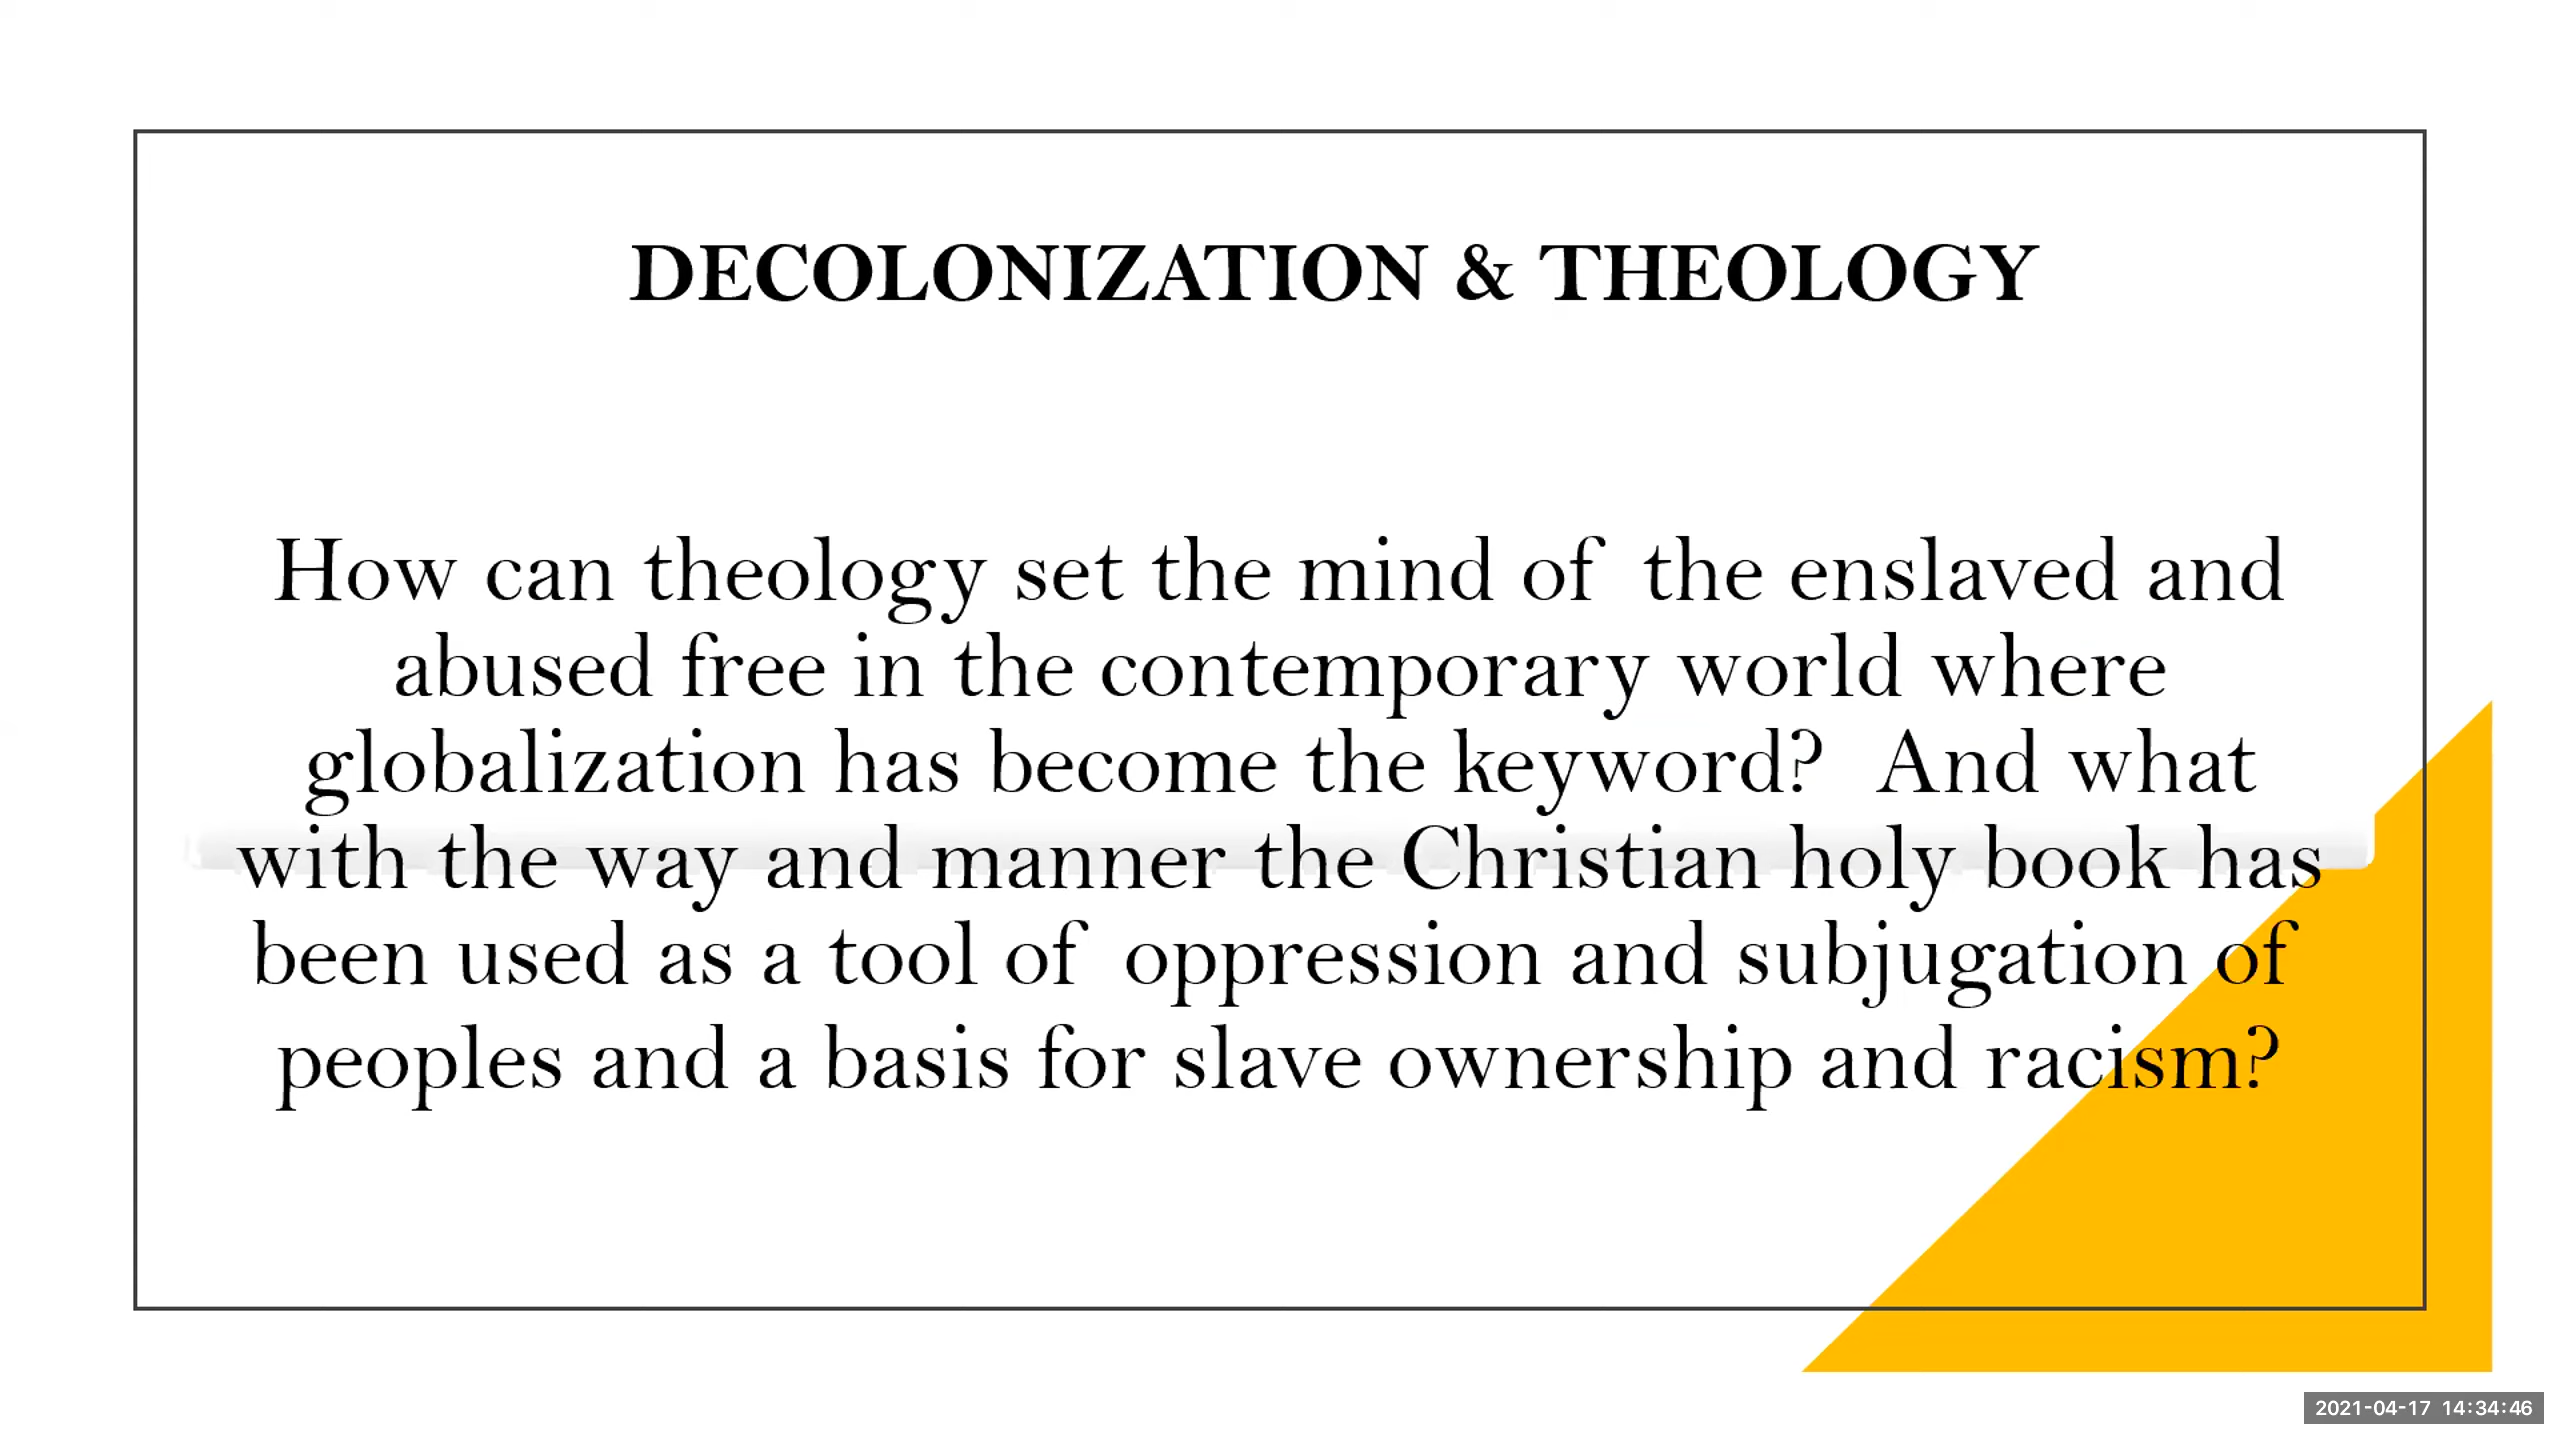 DECOLONIZATION & THEOLOGY
How can theology set the mind of the enslaved and
abused free in the contemporary world where
globalization has become the keyword? And what
with the way and manner the Christian holy book has
been used as a tool of oppression and subjugation of
peoples and a basis for slave ownership and racism?
2021-04-17 14:34:46